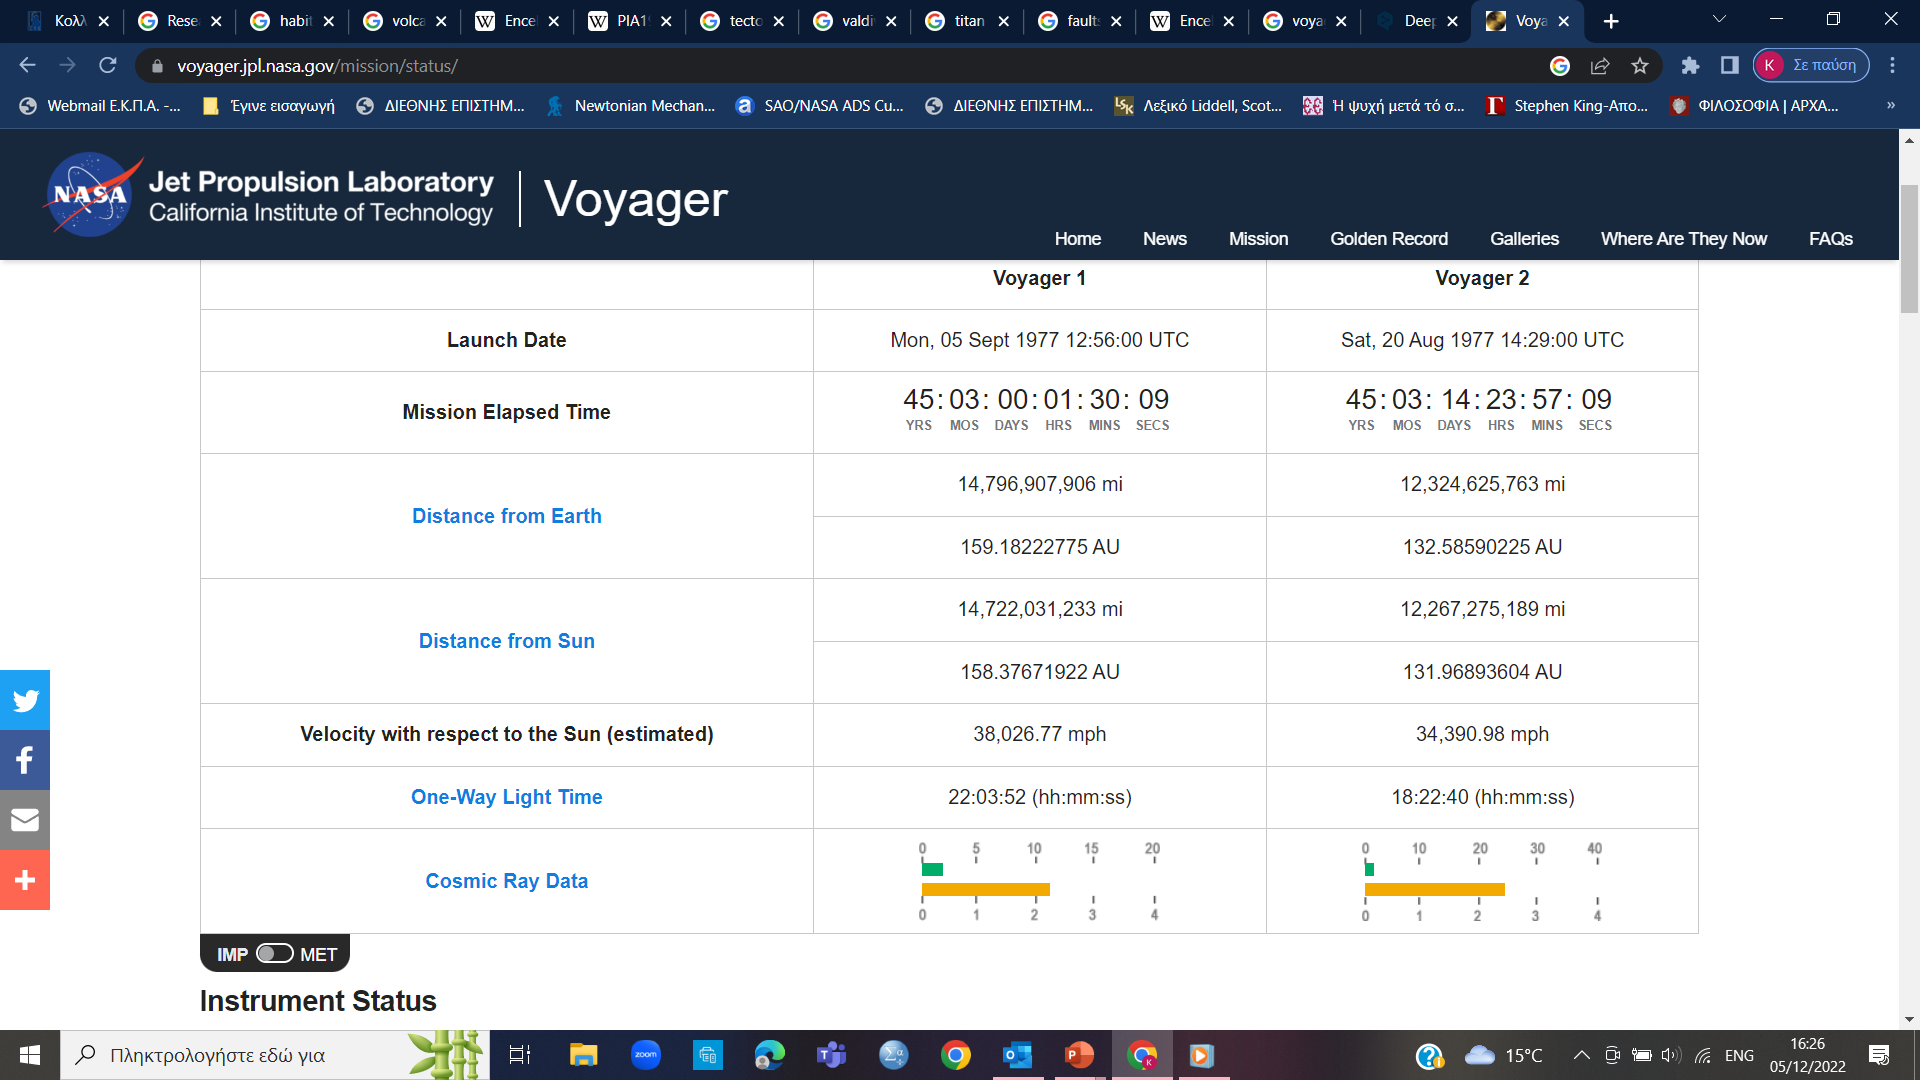 Κολλ
Rese
habit
volca
Encel
PIA1
tecto
valdi
titan
fault
Encel
voya
Deep
Voya
voyager.jpl.nasa.gov/mission/status/
K Σε παύση
Webmail Ε.Κ.Π.Α. -...
Έγινε εισαγωγή
ΔΙΕΘΝΗΣ ΕΠΙΣΤΗΜ...
Newtonian Mechan...
SAO/NASA ADS Cu...
ΔΙΕΘΝΗΣ ΕΠΙΣΤΗΜ...
Λεξικό Liddell, Scot...
Ἡ ψυχή μετά τό σ...
Stephen King-Απο...
ΦΙΛΟΣΟΦΙΑ | ΑΡΧΑ...
»
NASA
Jet Propulsion Laboratory
California Institute of Technology
Voyager
Home News Mission Golden Record Galleries Where Are They Now FAQs
Voyager 1 Voyager 2
Launch Date Mon, 05 Sept 1977 12:56:00 UTC Sat, 20 Aug 1977 14:29:00 UTC
Mission Elapsed Time 45:03:00:01:30:09 45:03:14:23:57:09
YRS MOS DAYS HRS MINS SECS YRS MOS DAYS HRS MINS SECS
Distance from Earth
14,796,907,906 mi 12,324,625,763 mi
159.18222775 AU 132.58590225 AU
Distance from Sun
14,722,031,233 mi 12,267,275,189 mi
158.37671922 AU 131.96893604 AU
Velocity with respect to the Sun (estimated) 38,026.77 mph 34,390.98 mph
One-Way Light Time 22:03:52 (hh:mm:ss) 18:22:40 (hh:mm:ss)
Cosmic Ray Data
0 5 10 15 20 0 10 20 30 40
0 1 2 3 4 0 1 2 3 4
IMP MET
Instrument Status
Πληκτρολογήστε εδώ για
zoom
15°C
ENG
16:26
05/12/2022